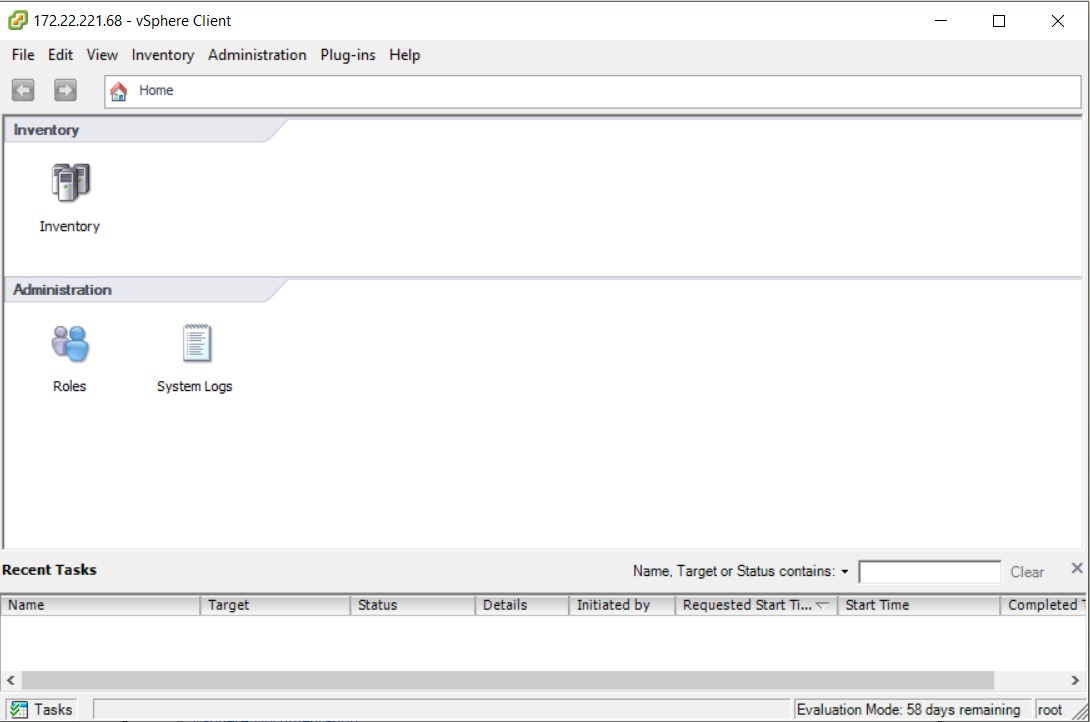 172.22.221.68 - vSphere Client
File Edit View Inventory Administration Plug-ins Help
Home
Inventory
Inventory
Administration
Roles System Logs
Recent Tasks Name, Target or Status contains: Clear
Name Target Status Details Initiated by Requested Start Ti... Start Time Completed T
Tasks Evaluation Mode: 58 days remaining root